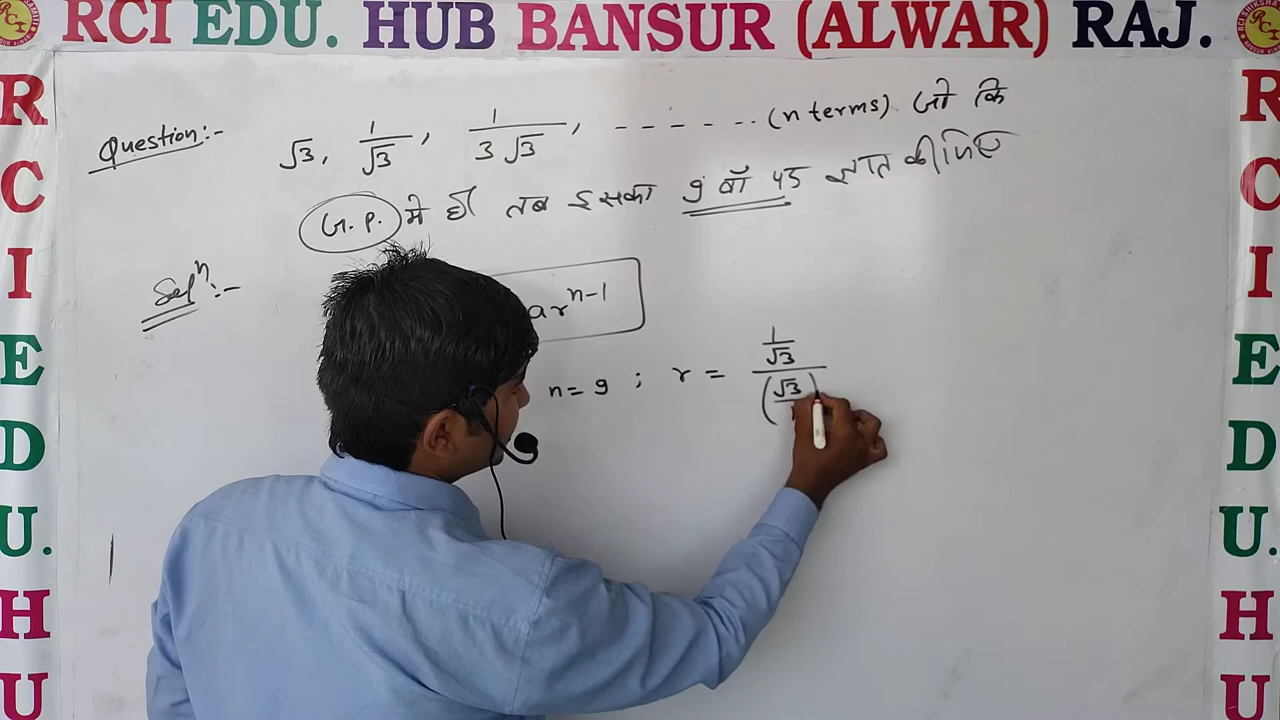 RCI EDU. HUB BANSUR (ALWAR) RAJ.
Question:- √3, 1/√3, 1/(3√3), ------.. (n terms) जो कि
G.P. में हो तब इसका 9 वाँ पद ज्ञात कीजिए
Solⁿ:-
arⁿ⁻¹
n = 9 ; r = (1/√3)/(√3/
R
C
I
E
D
U.
H
U
R
C
I
E
D
U.
H
U